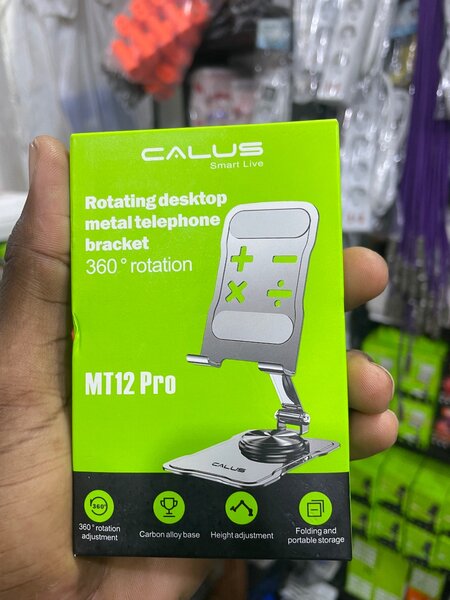 CALUS
Smart Live
Rotating desktop
metal telephone
bracket
360° rotation
MT12 Pro
CALUS
360°
360° rotation
adjustment
Carbon alloy base
Height adjustment
Folding and
portable storage